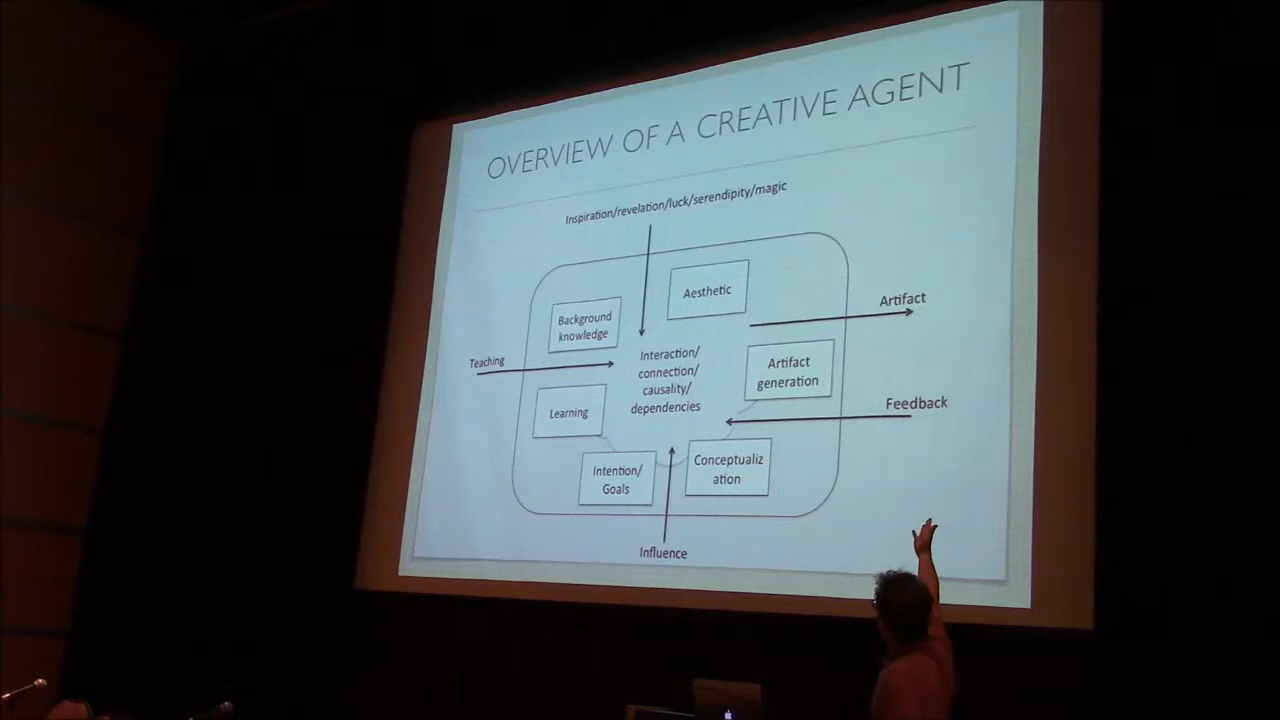 OVERVIEW OF A CREATIVE AGENT
Inspiration/revelation/luck/serendipity/magic
Aesthetic
Background
knowledge
Artifact
Teaching
Interaction/
connection/
causality/
dependencies
Artifact
generation
Learning
Feedback
Intention/
Goals
Conceptualiz
ation
Influence